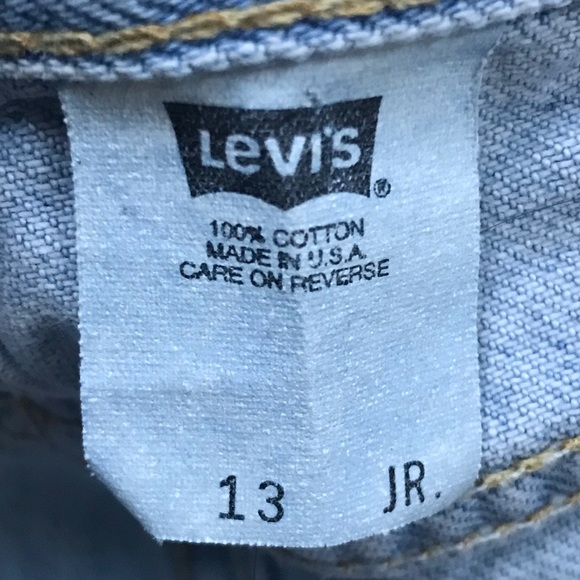 Levi's
®
100% COTTON
MADE IN U.S.A.
CARE ON REVERSE
13 JR.